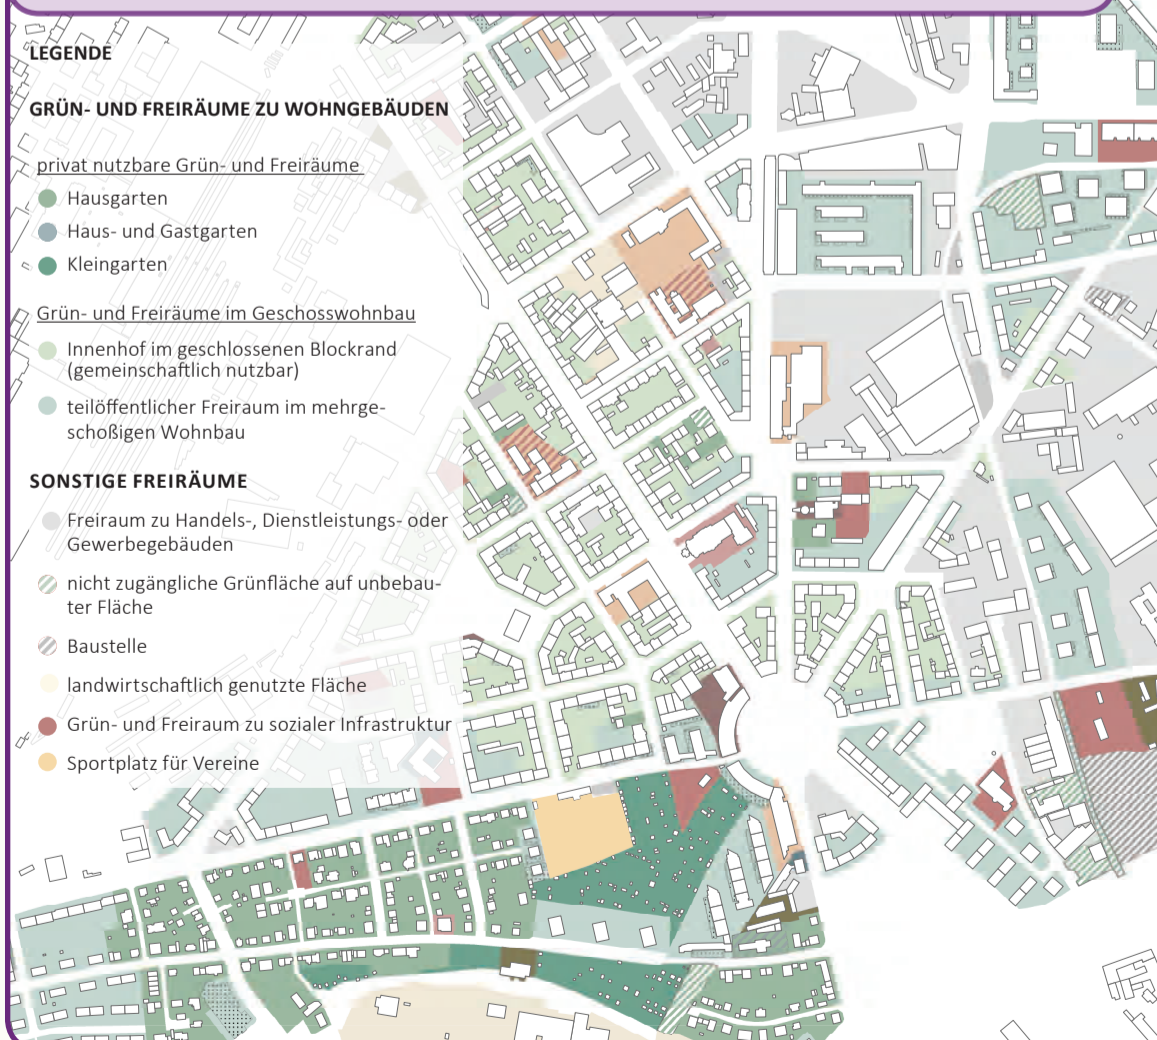 LEGENDE
GRÜN- UND FREIRÄUME ZU WOHNGEBÄUDEN
privat nutzbare Grün- und Freiräume
Hausgarten
Haus- und Gastgarten
Kleingarten
Grün- und Freiräume im Geschosswohnbau
Innenhof im geschlossenen Blockrand
(gemeinschaftlich nutzbar)
teilöffentlicher Freiraum im mehrge-
schoßigen Wohnbau
SONSTIGE FREIRÄUME
Freiraum zu Handels-, Dienstleistungs- oder
Gewerbegebäuden
nicht zugängliche Grünfläche auf unbebau-
ter Fläche
Baustelle
landwirtschaftlich genutzte Fläche
Grün- und Freiraum zu sozialer Infrastruktur
Sportplatz für Vereine